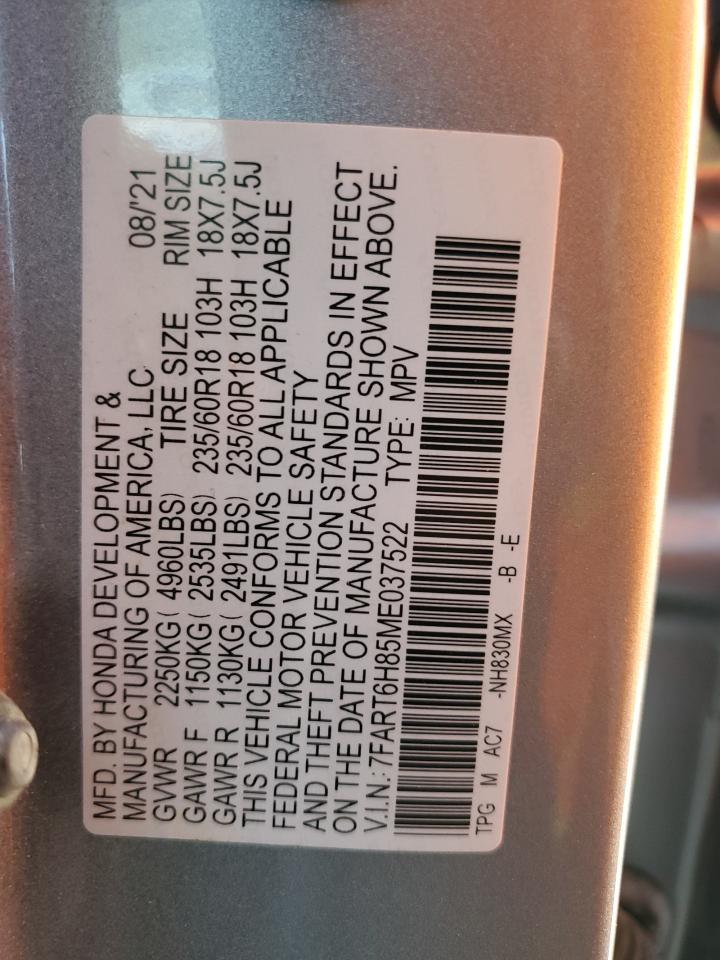 MFD. BY HONDA DEVELOPMENT &
MANUFACTURING OF AMERICA, LLC 08/'21
GVWR 2250KG( 4960LBS) TIRE SIZE RIM SIZE
GAWR F 1150KG ( 2535LBS) 235/60R18 103H 18X7.5J
GAWR R 1130KG ( 2491LBS) 235/60R18 103H 18X7.5J
THIS VEHICLE CONFORMS TO ALL APPLICABLE
FEDERAL MOTOR VEHICLE SAFETY
AND THEFT PREVENTION STANDARDS IN EFFECT
ON THE DATE OF MANUFACTURE SHOWN ABOVE.
V.I.N.: 7FART6H85ME037522 TYPE: MPV
TPG M AC7 -NH830MX -B -E